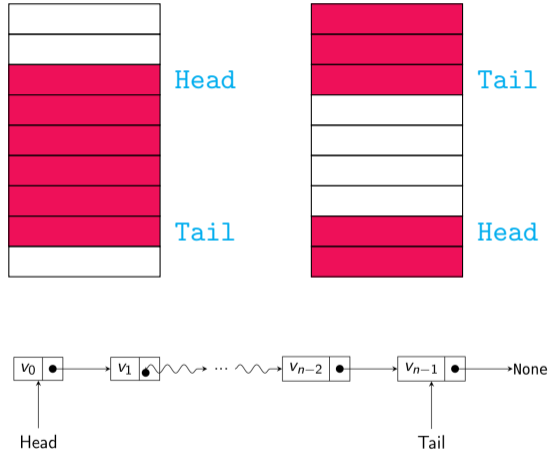 Head Tail
Tail Head
v₀ v₁ ... vₙ₋₂ vₙ₋₁ None
Head Tail